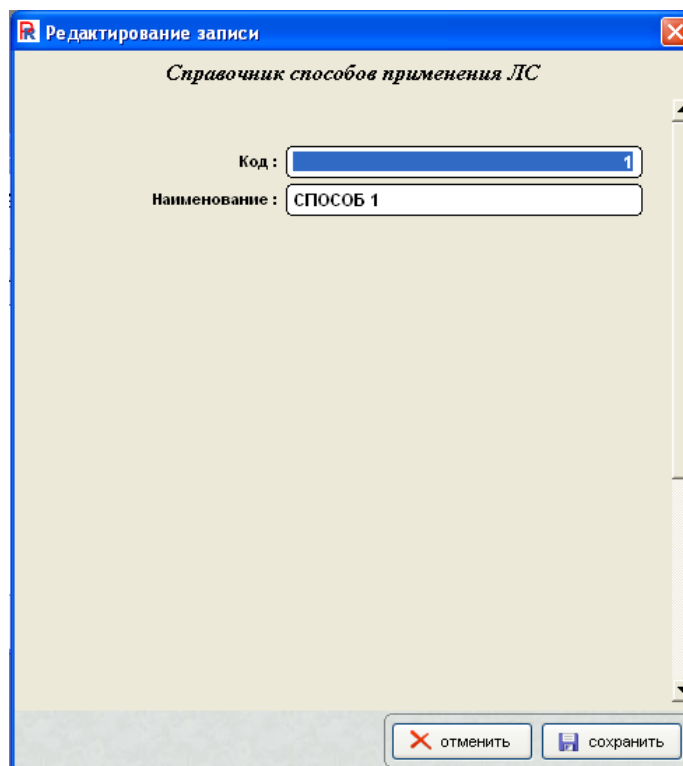 Редактирование записи
Справочник способов применения ЛС
Код : 1
Наименование : СПОСОБ 1
отменить сохранить